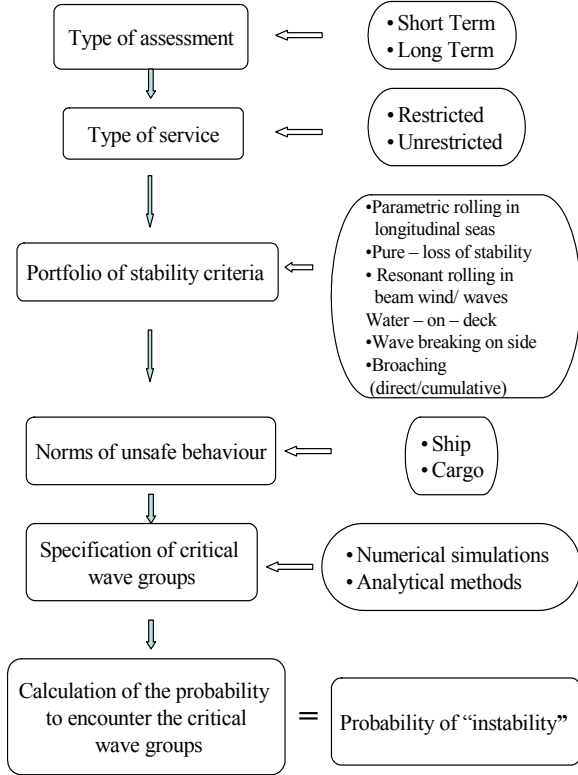 Type of assessment
• Short Term
• Long Term
Type of service
• Restricted
• Unrestricted
Portfolio of stability criteria
•Parametric rolling in
longitudinal seas
•Pure – loss of stability
• Resonant rolling in
beam wind/ waves
Water – on – deck
•Wave breaking on side
•Broaching
(direct/cumulative)
Norms of unsafe behaviour
• Ship
• Cargo
Specification of critical
wave groups
• Numerical simulations
• Analytical methods
Calculation of the probability
to encounter the critical
wave groups
=
Probability of “instability”